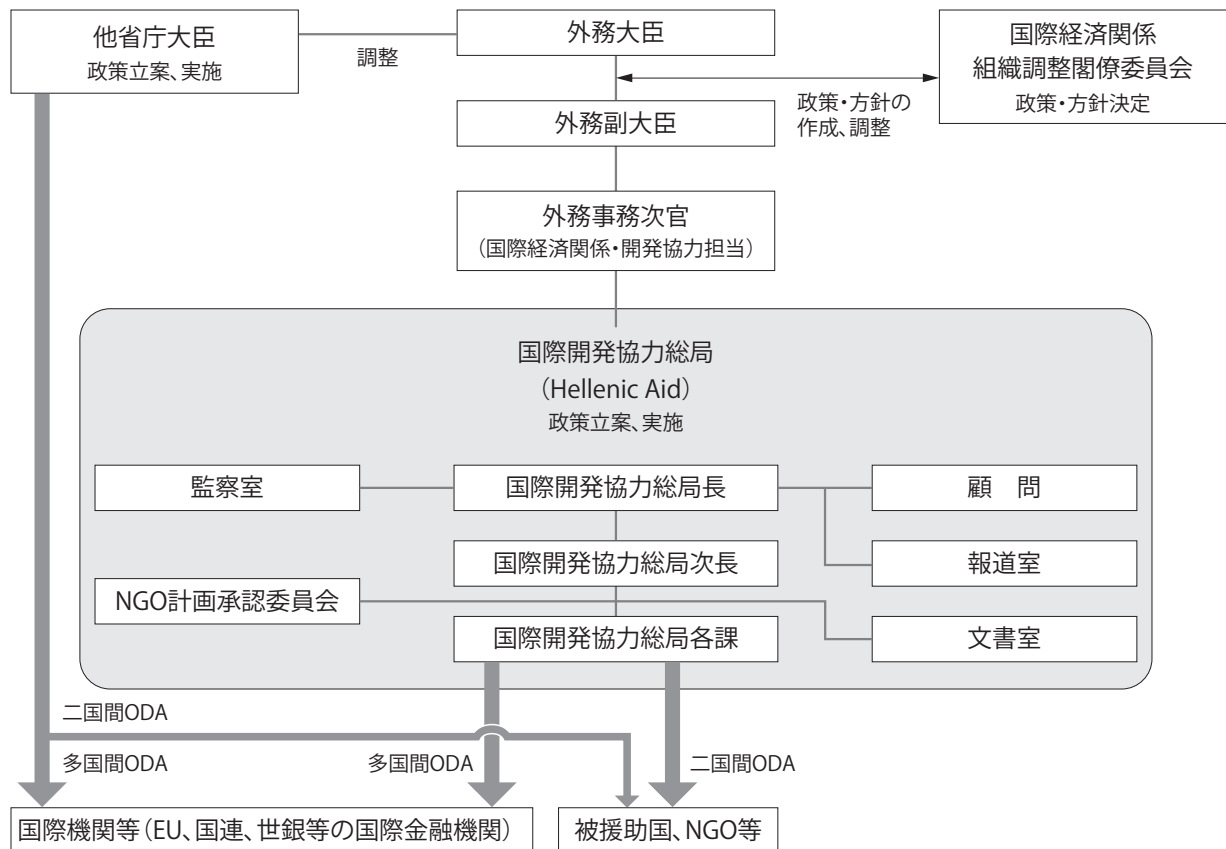 他省庁大臣
政策立案、実施
調整
外務大臣
国際経済関係
組織調整閣僚委員会
政策・方針決定
政策・方針の
作成、調整
外務副大臣
外務事務次官
（国際経済関係・開発協力担当）
国際開発協力総局
（Hellenic Aid）
政策立案、実施
監察室
国際開発協力総局長
顧　問
国際開発協力総局次長
報道室
NGO計画承認委員会
国際開発協力総局各課
文書室
二国間ODA
多国間ODA
多国間ODA
二国間ODA
国際機関等（EU、国連、世銀等の国際金融機関）
被援助国、NGO等